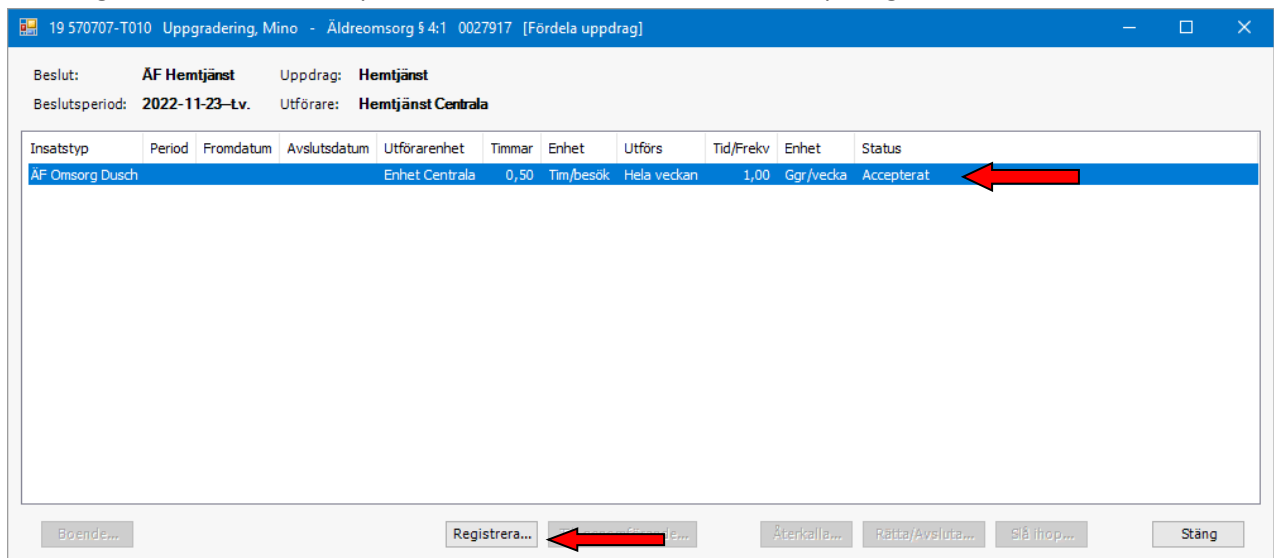 19 570707-T010 Uppgradering, Mino - Äldreomsorg § 4:1 0027917 [Fördela uppdrag]
Beslut: ÄF Hemtjänst Uppdrag: Hemtjänst
Beslutsperiod: 2022-11-23--t.v. Utförare: Hemtjänst Centrala
Insatstyp Period Fromdatum Avslutsdatum Utförarenhet Timmar Enhet Utförs Tid/Frekv Enhet Status
ÄF Omsorg Dusch Enhet Centrala 0,50 Tim/besök Hela veckan 1,00 Ggr/vecka Accepterat
Boende... Registrera... Återkalla... Rätta/Avsluta... Slå ihop... Stäng